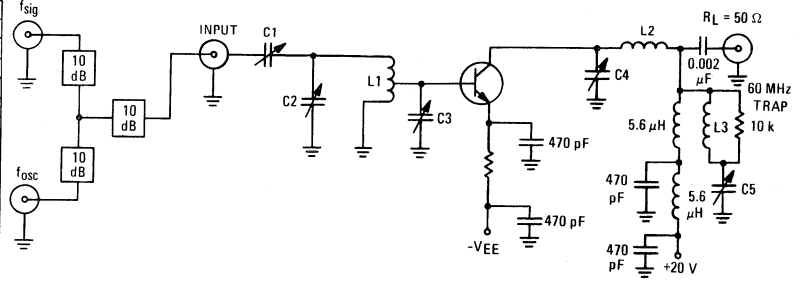 fsig
10
dB
10
dB
10
dB
fosc
INPUT
C1
C2
L1
C3
470 pF
470 pF
-VEE
C4
L2
RL = 50 Ω
0.002
μF
60 MHz
TRAP
5.6 μH
L3
10 k
470
pF
5.6
μH
C5
470
pF
+20 V